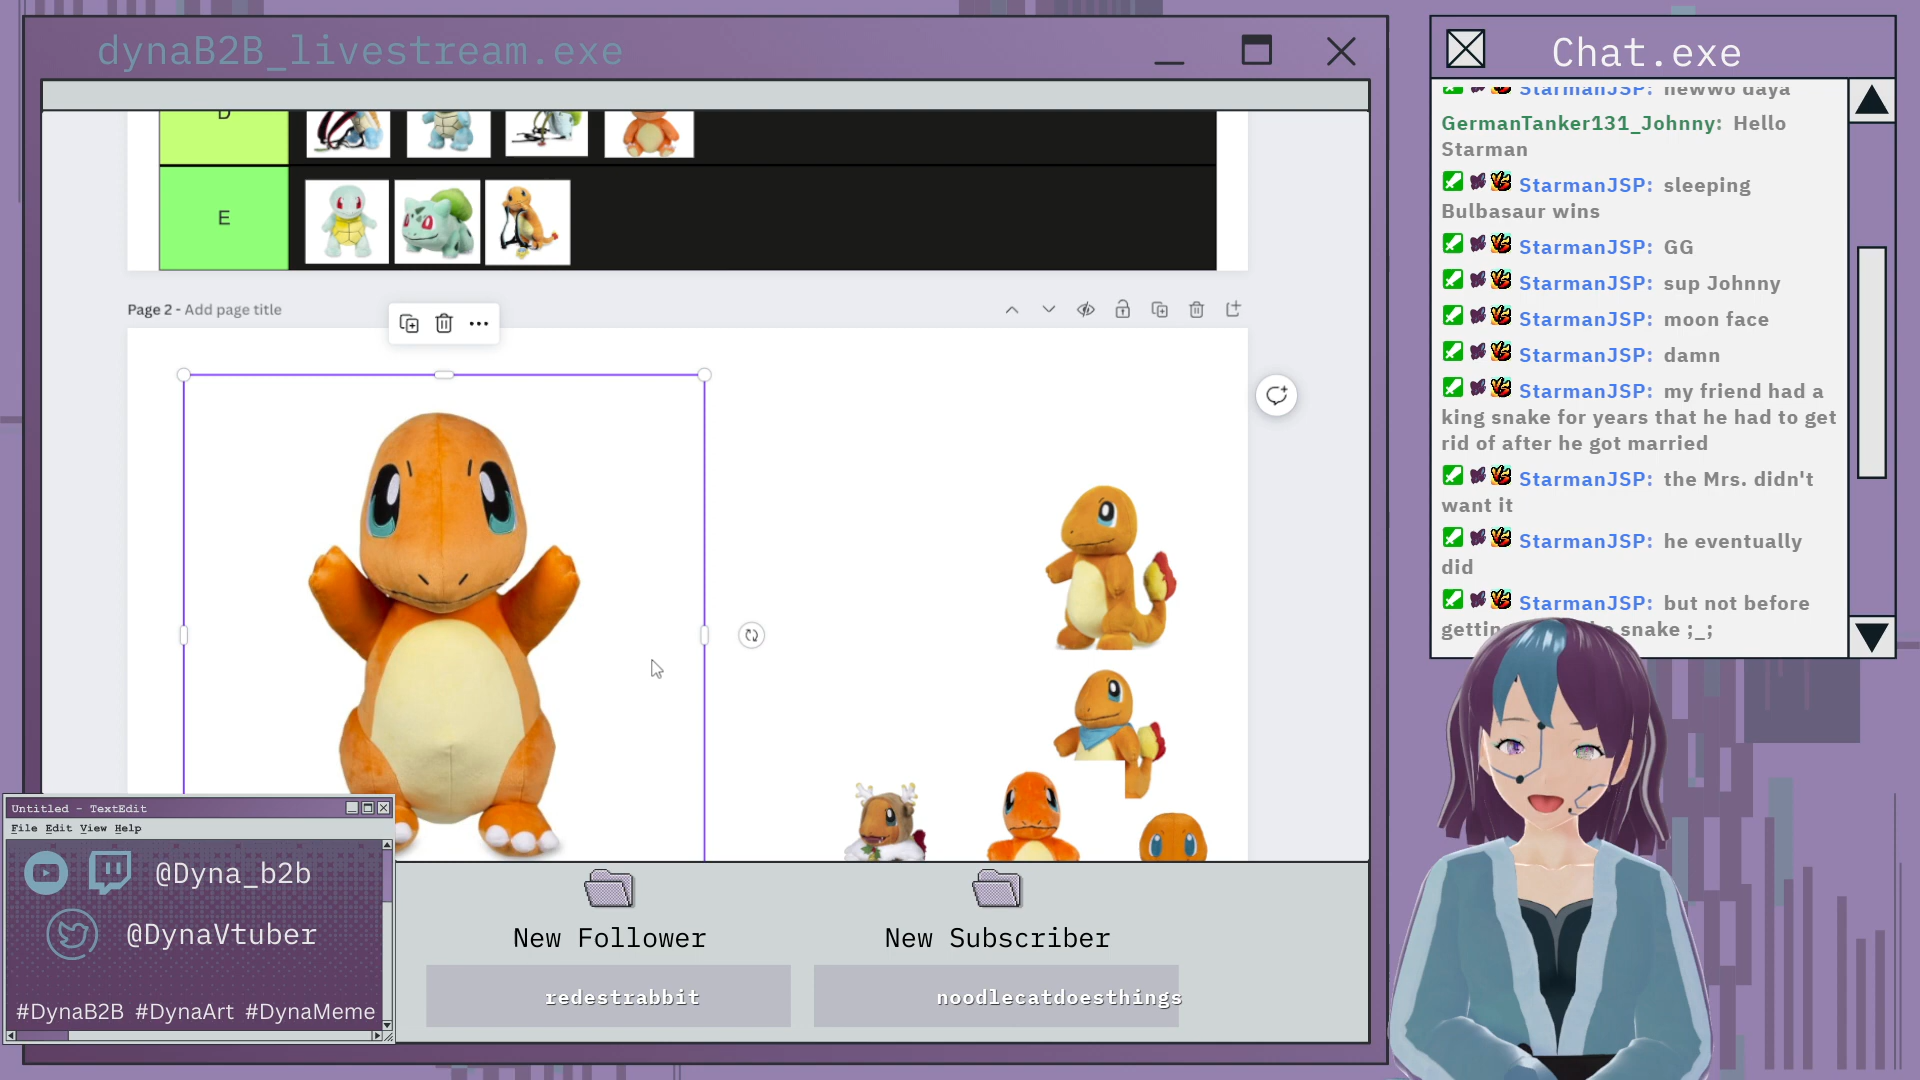 dynaB2B_livestream.exe
Chat.exe
D
E
Page 2 - Add page title
StarmanJSP: newwo daya
GermanTanker131_Johnny: Hello
Starman
StarmanJSP: sleeping
Bulbasaur wins
StarmanJSP: GG
StarmanJSP: sup Johnny
StarmanJSP: moon face
StarmanJSP: damn
StarmanJSP: my friend had a
king snake for years that he had to get
rid of after he got married
StarmanJSP: the Mrs. didn't
want it
StarmanJSP: he eventually
did
StarmanJSP: but not before
snake ;_;
Untitled - TextEdit
File Edit View Help
@Dyna_b2b
@DynaVtuber
#DynaB2B #DynaArt #DynaMeme
New Follower
redestrabbit
New Subscriber
noodlecatdoesthings